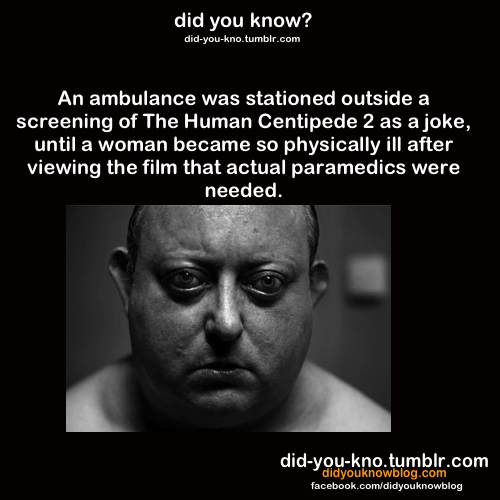 did you know?
did-you-kno.tumblr.com
An ambulance was stationed outside a
screening of The Human Centipede 2 as a joke,
until a woman became so physically ill after
viewing the film that actual paramedics were
needed.
did-you-kno.tumblr.com
didyouknowblog.com
facebook.com/didyouknowblog